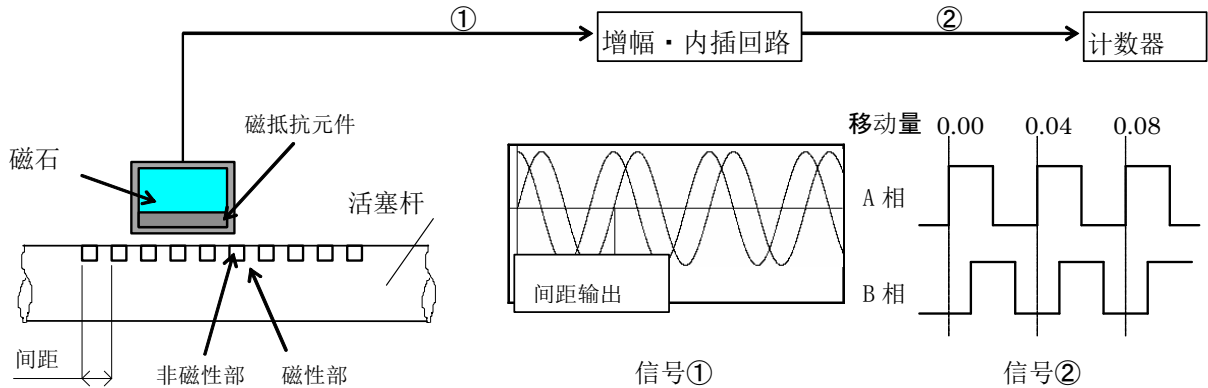 ①
②
增幅・内插回路
计数器
磁抵抗元件
磁石
活塞杆
移动量 0.00 0.04 0.08
A 相
间距输出
B 相
间距
非磁性部
磁性部
信号①
信号②